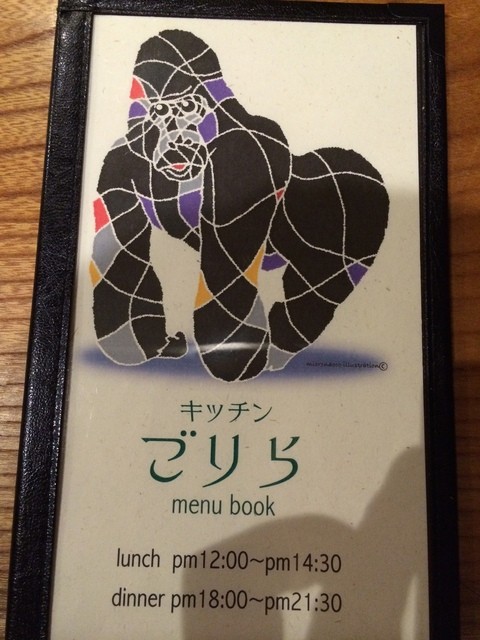 キッチン
ごりら
menu book
lunch pm12:00~pm14:30
dinner pm18:00~pm21:30